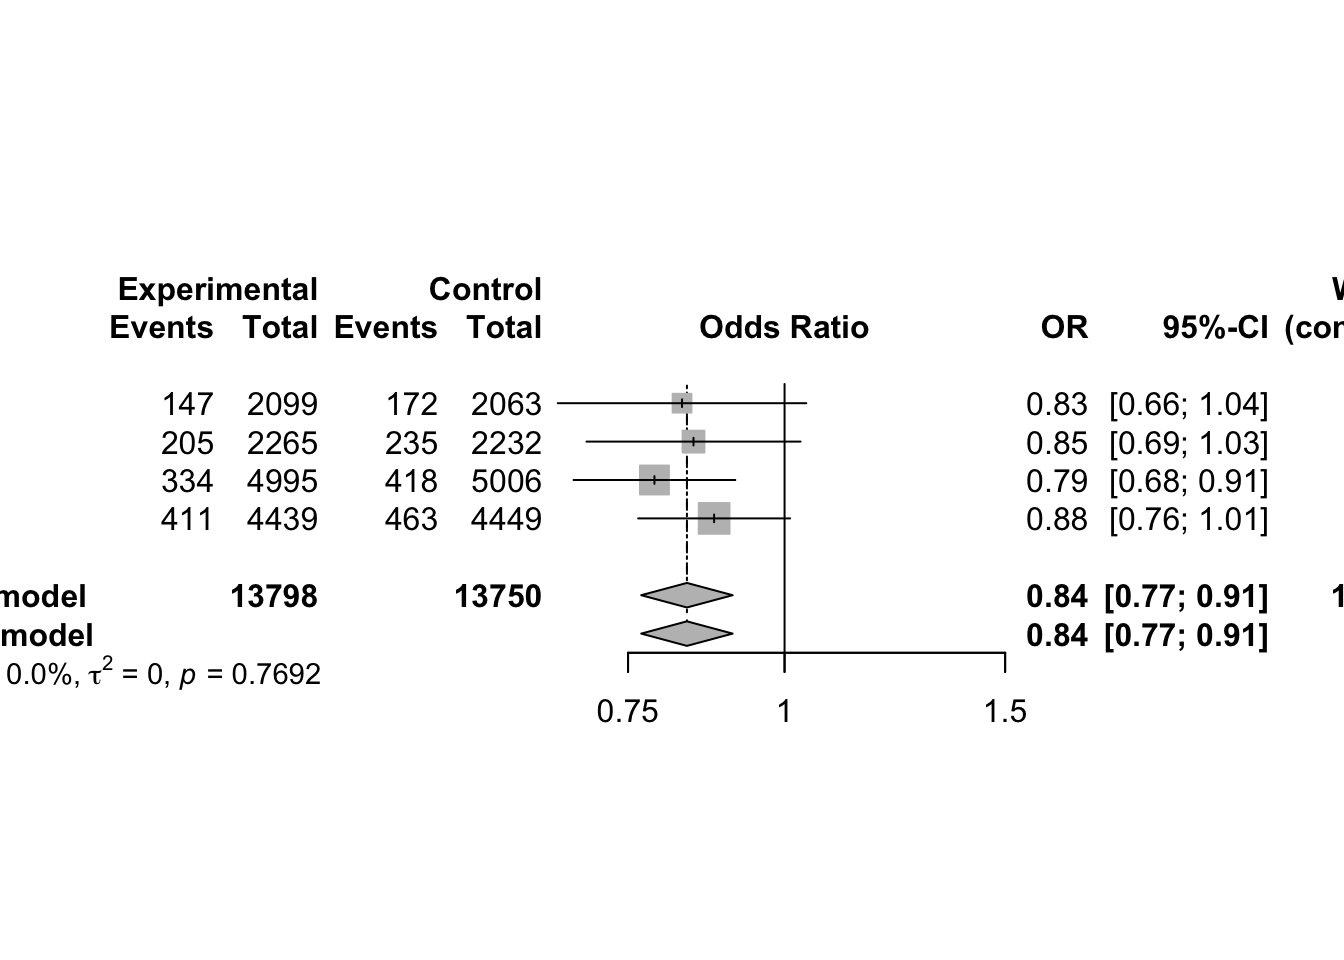 Experimental Control
Events Total Events Total Odds Ratio OR 95%-CI
147 2099 172 2063 0.83 [0.66; 1.04]
205 2265 235 2232 0.85 [0.69; 1.03]
334 4995 418 5006 0.79 [0.68; 0.91]
411 4439 463 4449 0.88 [0.76; 1.01]
model 13798 13750 0.84 [0.77; 0.91]
model 0.84 [0.77; 0.91]
0.0%, τ² = 0, p = 0.7692
0.75 1 1.5